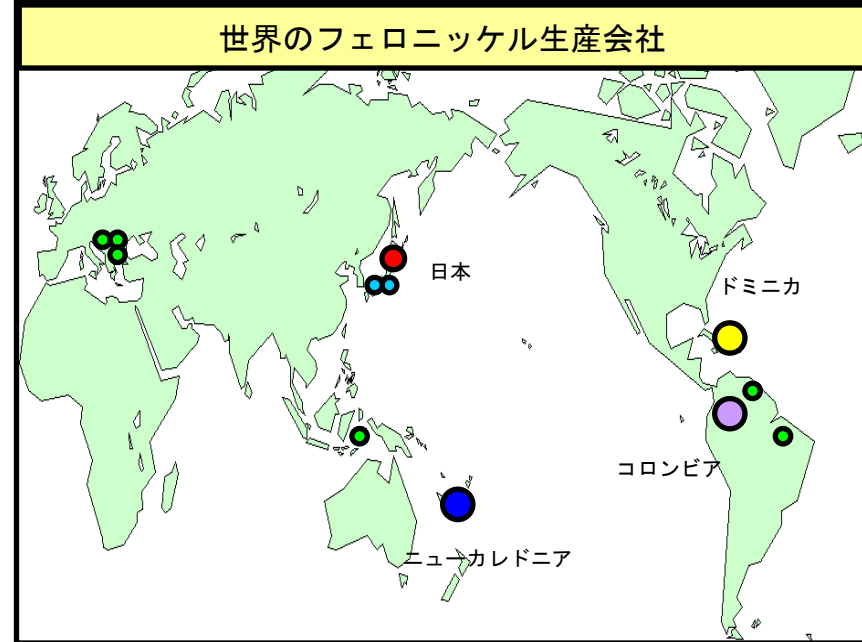 世界のフェロニッケル生産会社
日本
ドミニカ
コロンビア
ニューカレドニア